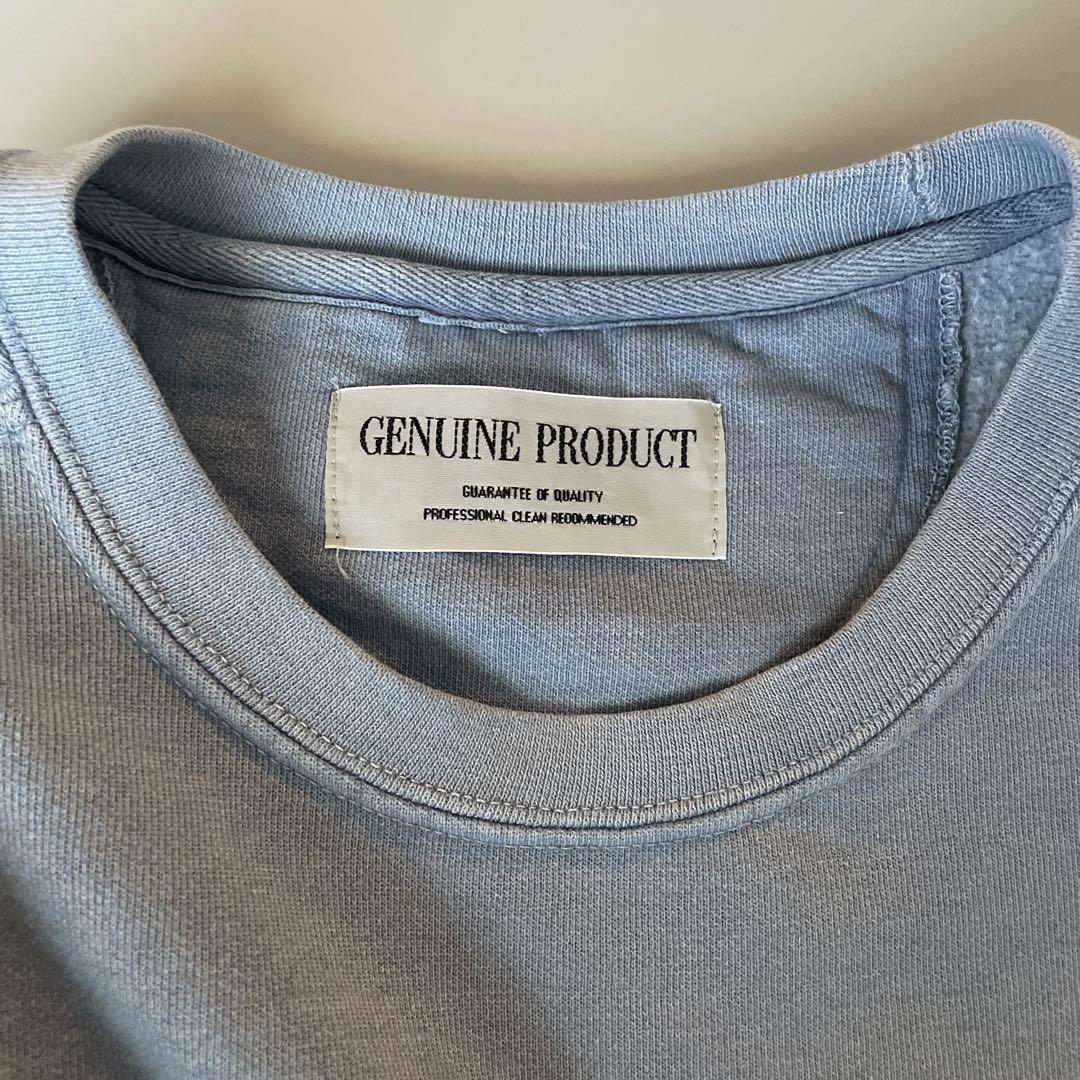 GENUINE PRODUCT
GUARANTEE OF QUALITY
PROFESSIONAL CLEAN RECOMMENDED